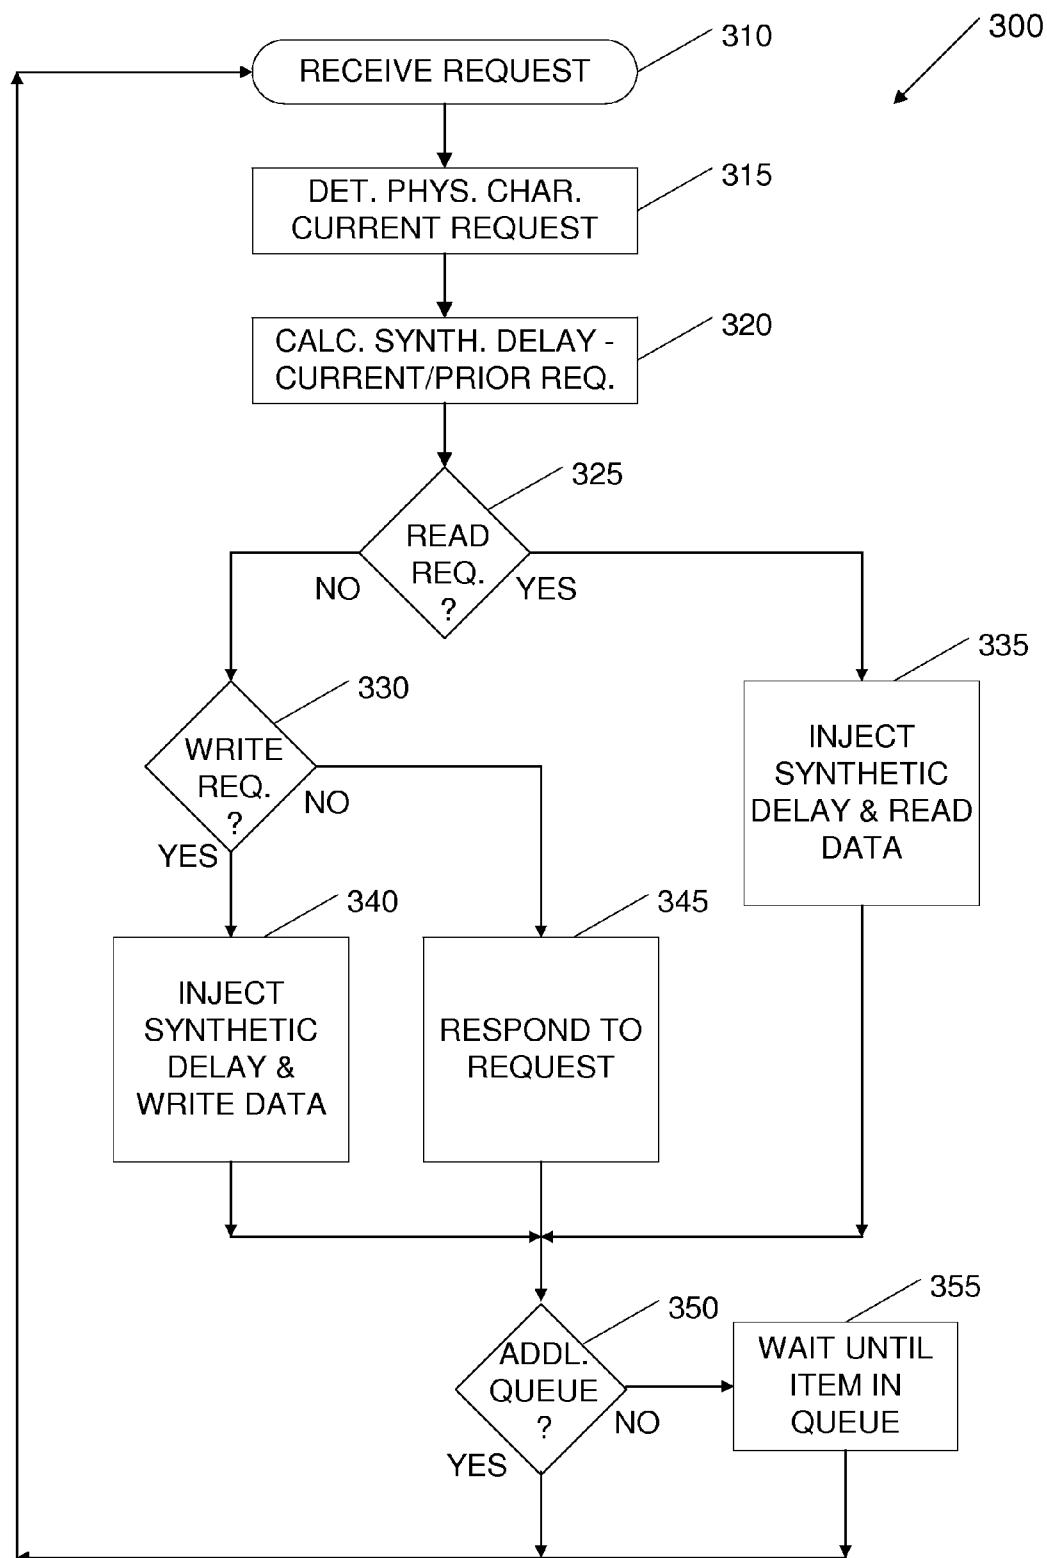 300
310
RECEIVE REQUEST
315
DET. PHYS. CHAR.
CURRENT REQUEST
320
CALC. SYNTH. DELAY -
CURRENT/PRIOR REQ.
325
READ
REQ.
?
NO
YES
330
WRITE
REQ.
?
NO
YES
335
INJECT
SYNTHETIC
DELAY & READ
DATA
340
INJECT
SYNTHETIC
DELAY &
WRITE DATA
345
RESPOND TO
REQUEST
350
ADDL.
QUEUE
?
NO
YES
355
WAIT UNTIL
ITEM IN
QUEUE